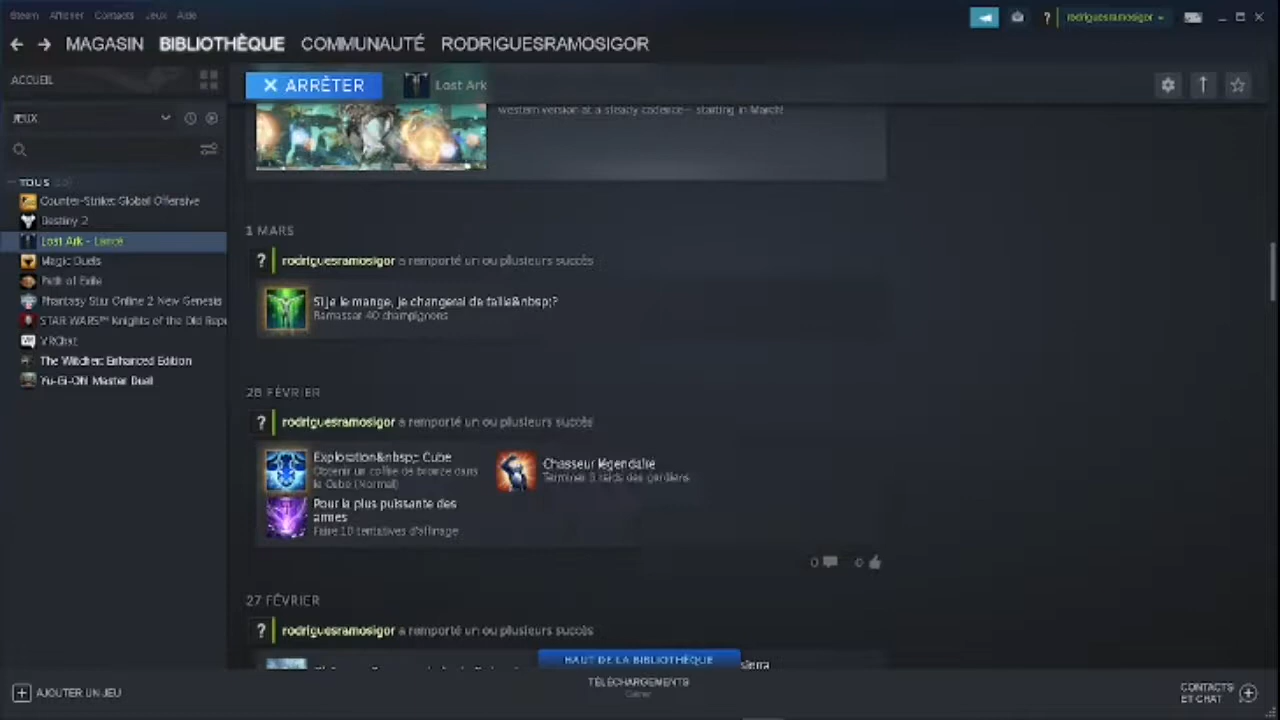 Steam Afficher Contacts Jeux Aide
rodriguesramosigor
MAGASIN BIBLIOTHÈQUE COMMUNAUTÉ RODRIGUESRAMOSIGOR
ACCUEIL
ARRÊTER
Lost Ark
western version at a steady cadence— starting in March!
JEUX
TOUS
Counter-Strike: Global Offensive
Destiny 2
Lost Ark - Lancé
Magic Duels
Path of Exile
Phantasy Star Online 2 New Genesis
STAR WARS™ Knights of the Old Repu
VRChat
The Witcher: Enhanced Edition
Yu-Gi-Oh! Master Duel
1 MARS
rodriguesramosigor a remporté un ou plusieurs succès
Si je le mange, je changerai de taille&nbsp;?
Ramasser 40 champignons
28 FÉVRIER
rodriguesramosigor a remporté un ou plusieurs succès
Exploration&nbsp;: Cube
Obtenir un coffre de bronze dans
le Cube (Normal)
Chasseur légendaire
Terminer 3 raids des gardiens
Pour la plus puissante des
armes
Faire 10 tentatives d'affinage
0 0
27 FÉVRIER
rodriguesramosigor a remporté un ou plusieurs succès
HAUT DE LA BIBLIOTHÈQUE
AJOUTER UN JEU
TÉLÉCHARGEMENTS
Gérer
CONTACTS
ET CHAT